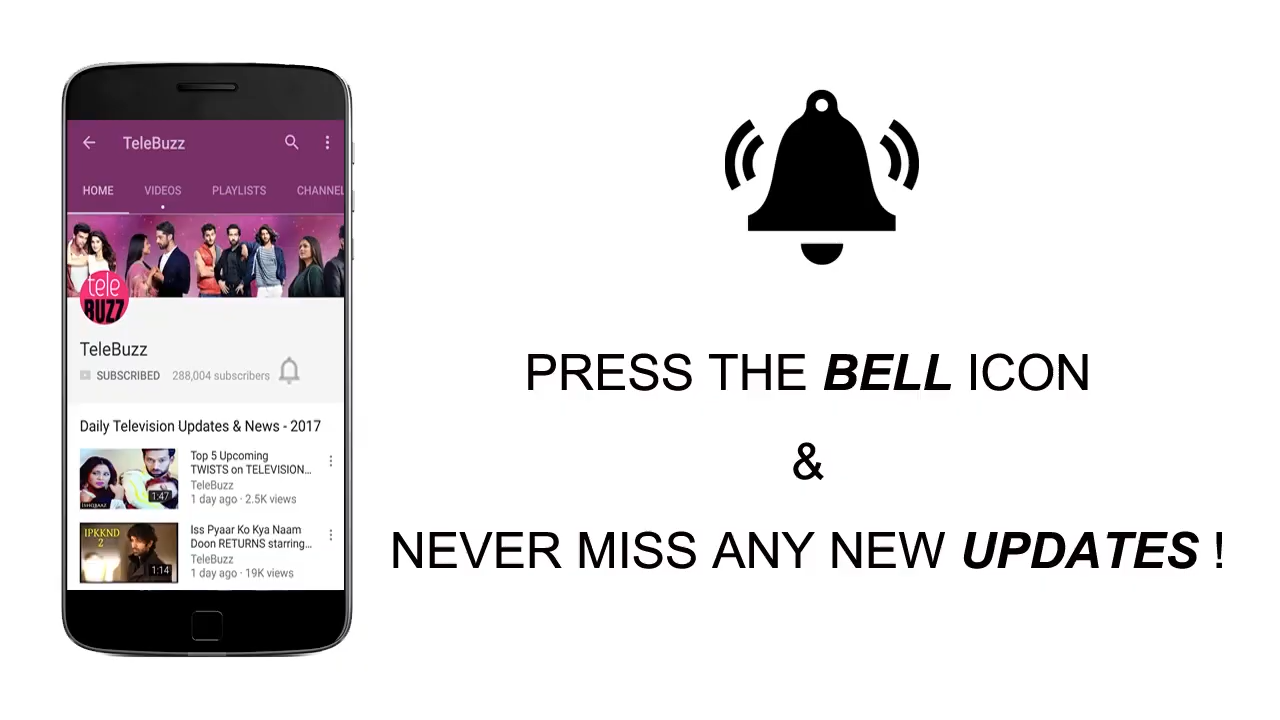 TeleBuzz
HOME VIDEOS PLAYLISTS CHANNEL
tele
BUZZ
TeleBuzz
SUBSCRIBED 288,004 subscribers
Daily Television Updates & News - 2017
Top 5 Upcoming
TWISTS on TELEVISION...
TeleBuzz
1 day ago · 2.5K views
1:47
ISHQBAAZ
Iss Pyaar Ko Kya Naam
Doon RETURNS starring...
TeleBuzz
1 day ago · 19K views
IPKKND
2
1:14
PRESS THE BELL ICON
&
NEVER MISS ANY NEW UPDATES !